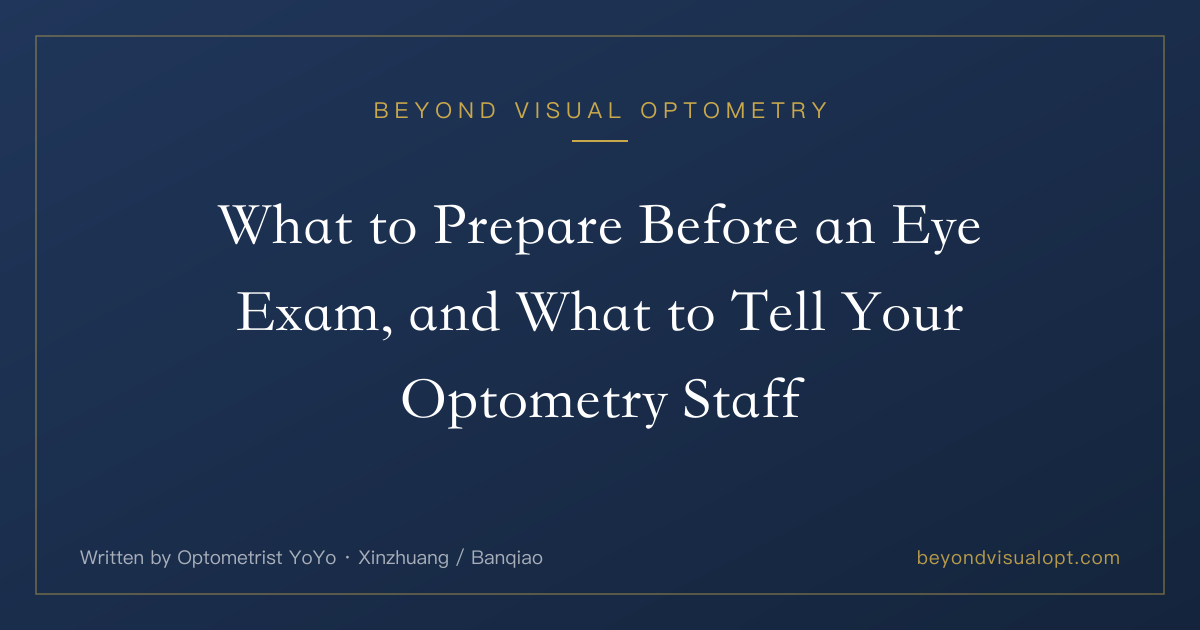 BEYOND VISUAL OPTOMETRY
What to Prepare Before an Eye
Exam, and What to Tell Your
Optometry Staff
Written by Optometrist YoYo · Xinzhuang / Banqiao
beyondvisualopt.com